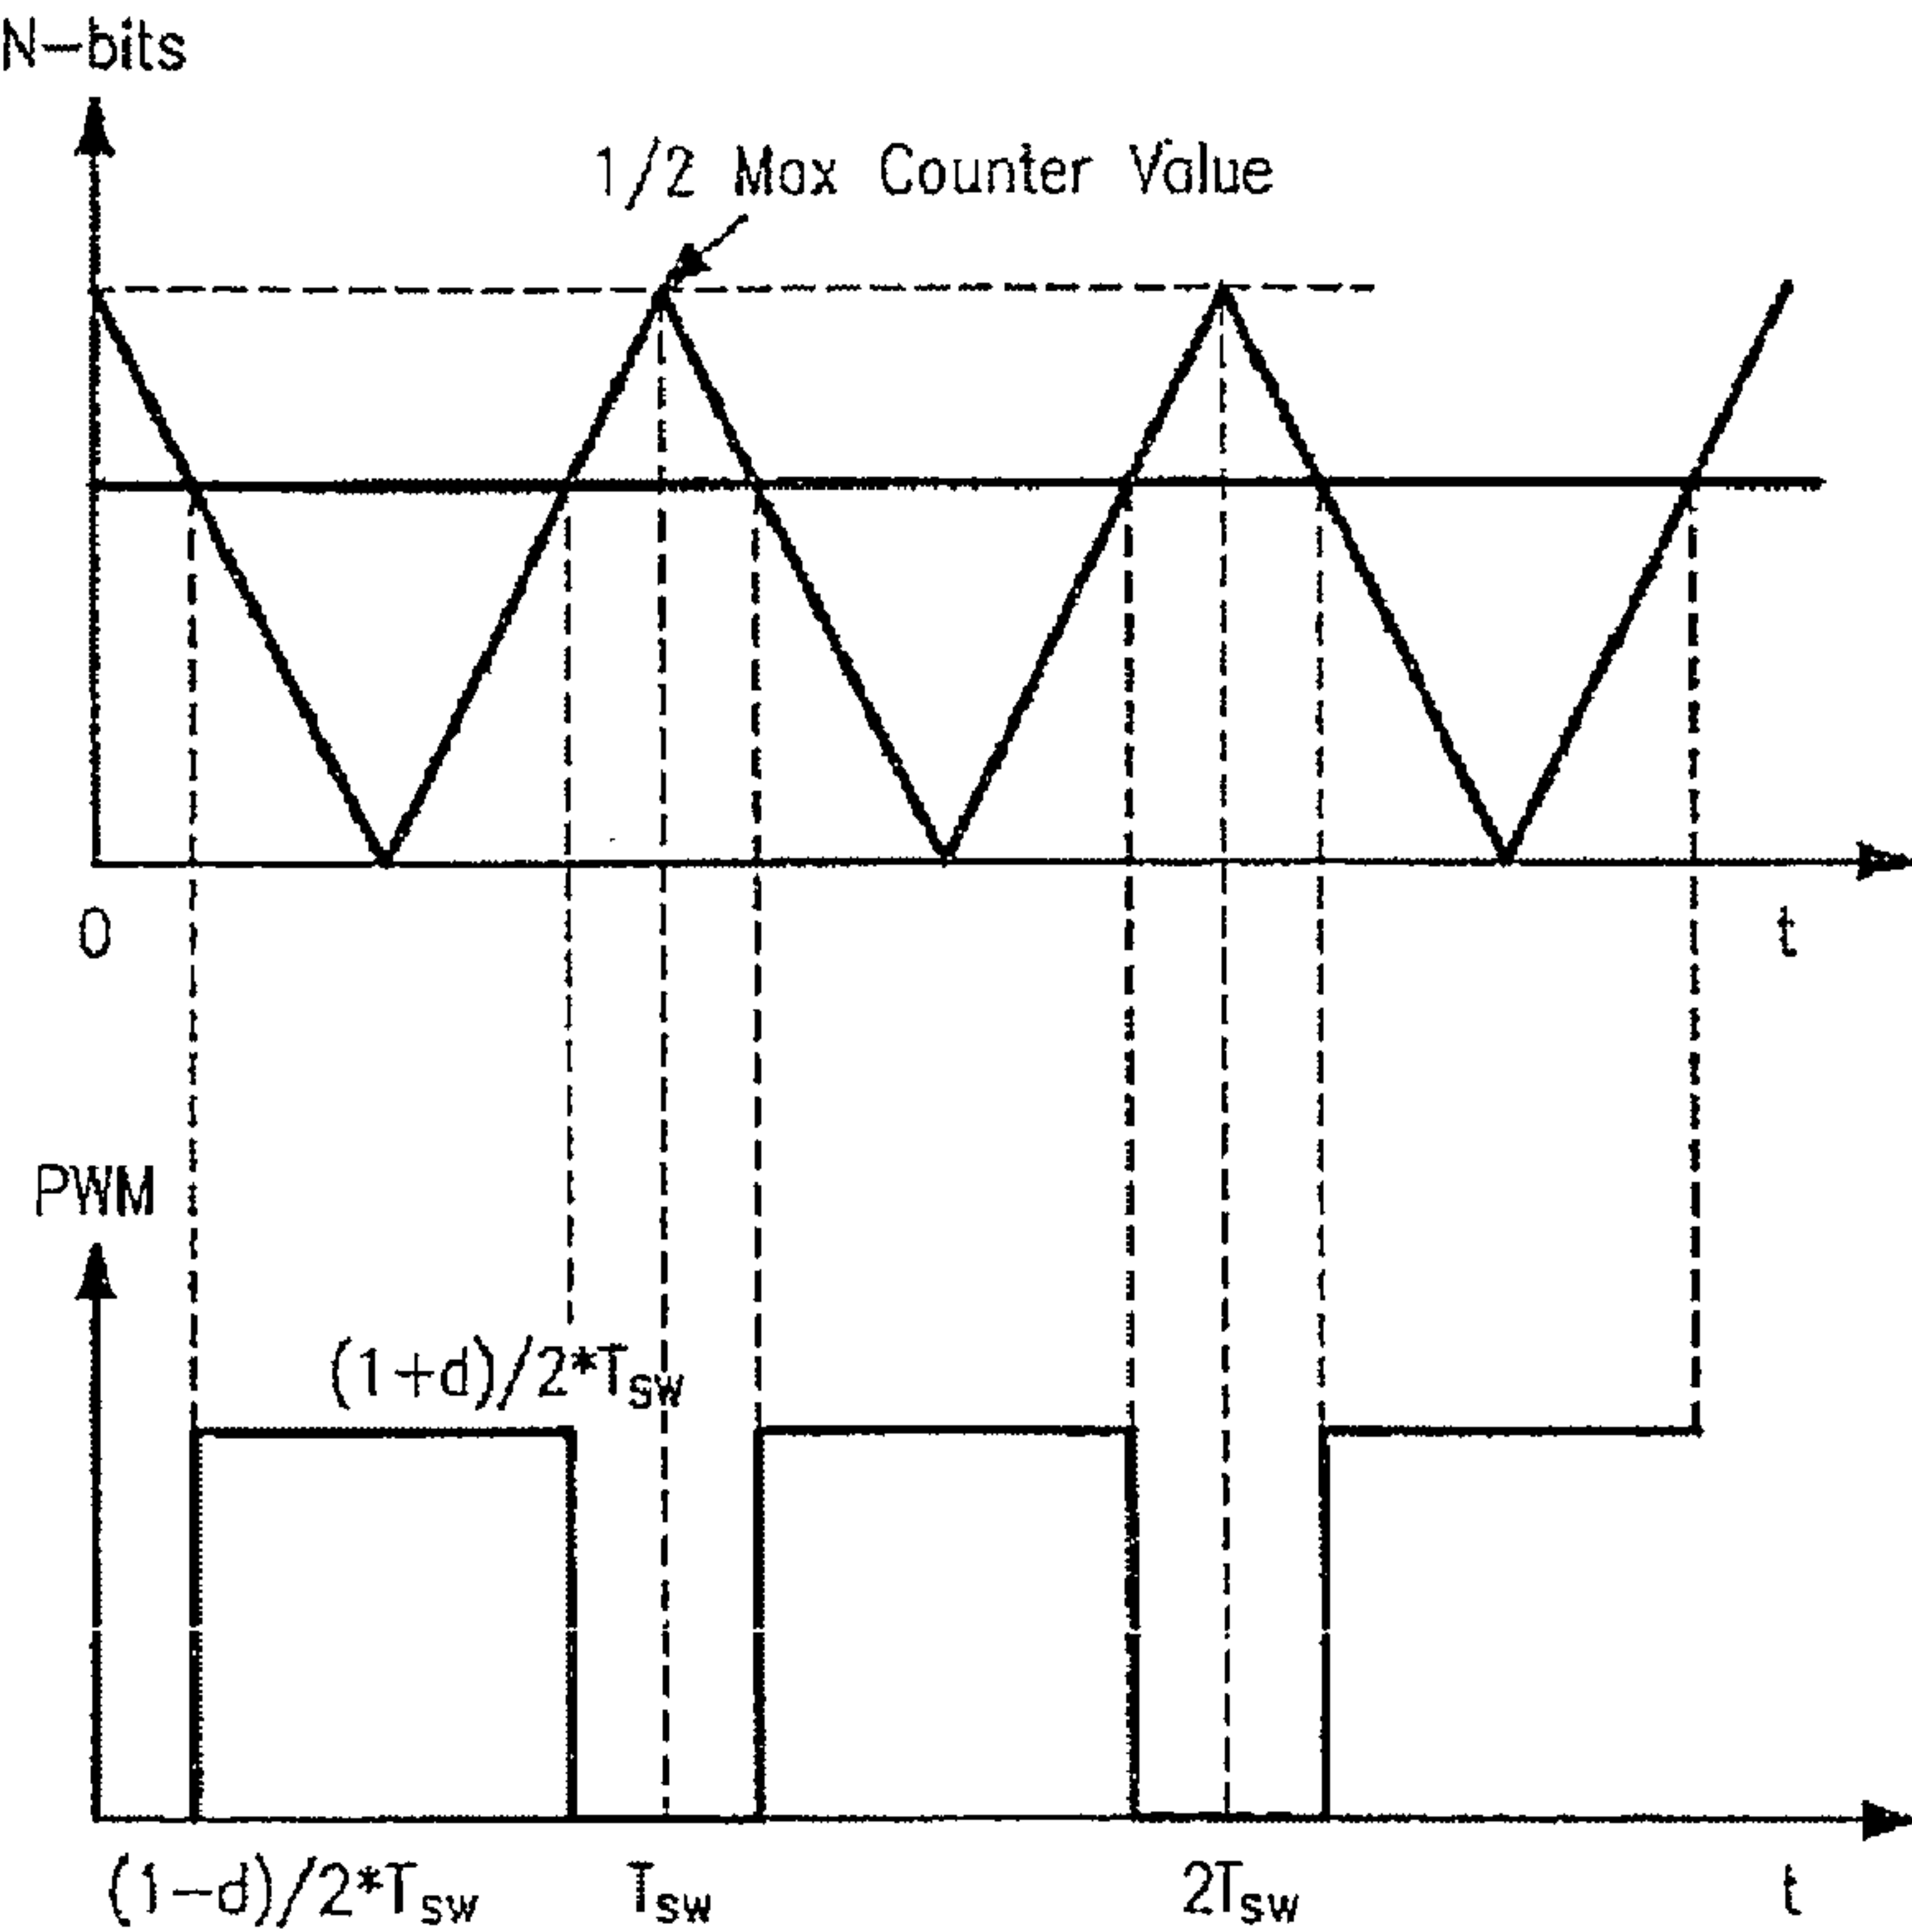 N-bits
1/2 Max Counter Value
0
t
PWM
(1+d)/2*Tsw
(1-d)/2*Tsw
Tsw
2Tsw
t